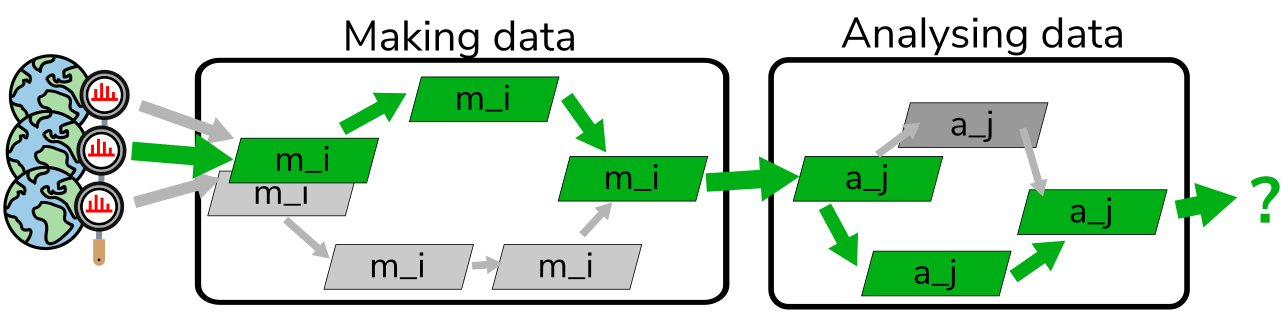 Making data
Analysing data
m_i
a_j
m_i
m_i
a_j
m_i
a_j
m_i
m_i
a_j
?